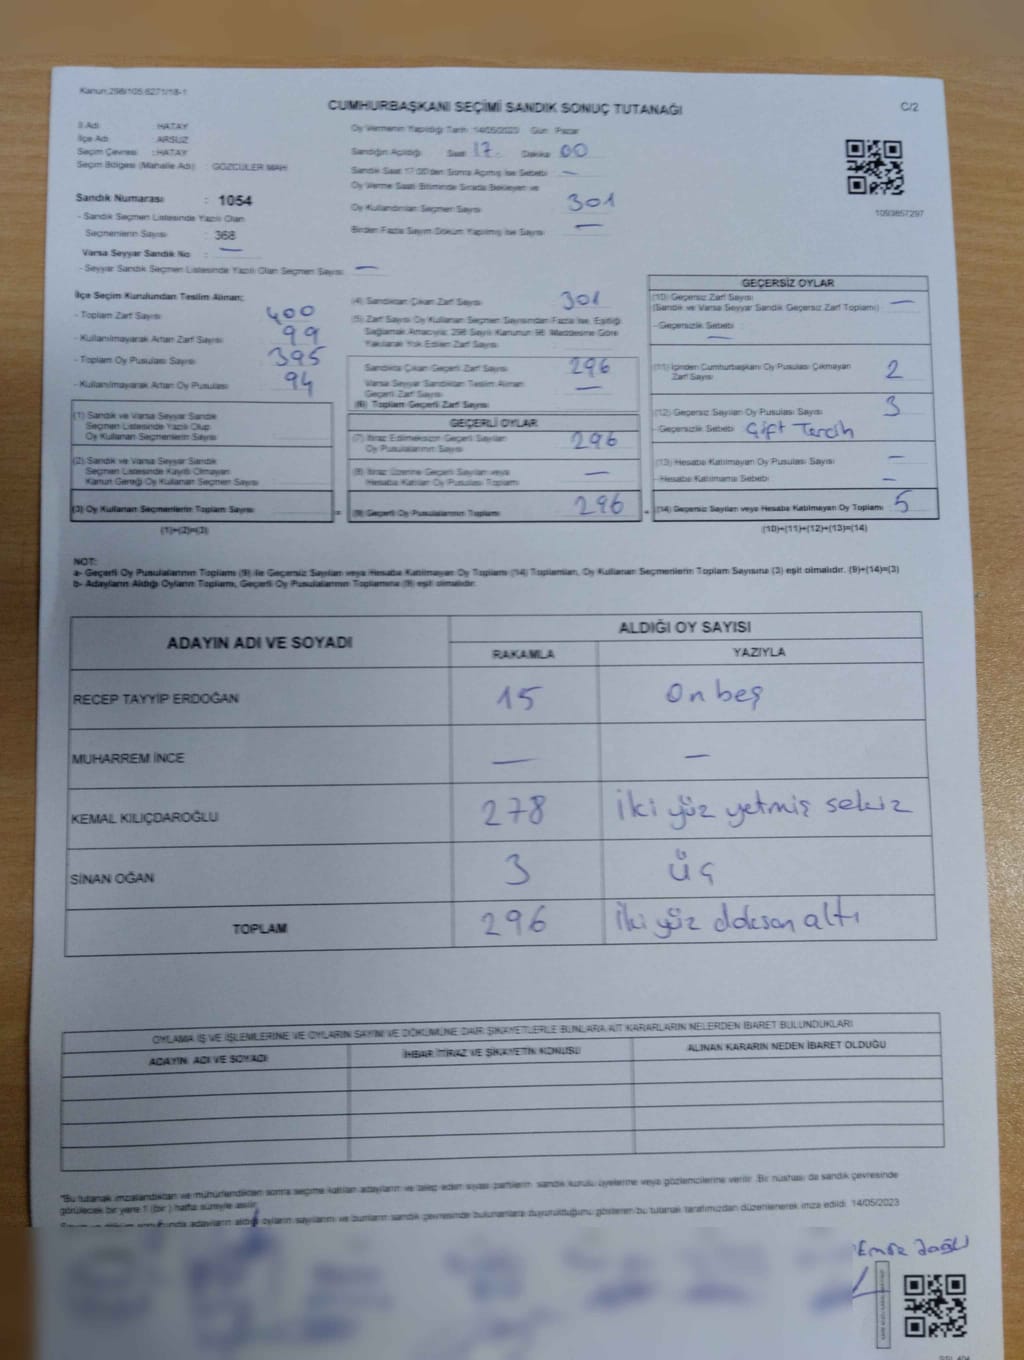 Kanun:298/105-6271/18-1
C/2
CUMHURBAŞKANI SEÇİMİ SANDIK SONUÇ TUTANAĞI
İl Adı : HATAY
İlçe Adı : ARSUZ
Seçim Çevresi : HATAY
Seçim Bölgesi (Mahalle Adı) : GÖZCÜLER MAH
Sandık Numarası : 1054
- Sandık Seçmen Listesinde Yazılı Olan
Seçmenlerin Sayısı : 368
Varsa Seyyar Sandık No : —
- Seyyar Sandık Seçmen Listesinde Yazılı Olan Seçmen Sayısı : —
Oy Vermenin Yapıldığı Tarih :14/05/2023 Gün : Pazar
Sandığın Açıldığı Saat : 17 Dakika : 00
Sandık Saat 17:00'den Sonra Açılmış İse Sebebi : —
Oy Verme Saati Bitiminde Sırada Bekleyen ve
Oy Kullandırılan Seçmen Sayısı : 301
Birden Fazla Sayım Döküm Yapılmış İse Sayısı : —
1093857297
İlçe Seçim Kurulundan Teslim Alınan;
- Toplam Zarf Sayısı : 400
- Kullanılmayarak Artan Zarf Sayısı : 99
- Toplam Oy Pusulası Sayısı : 395
- Kullanılmayarak Artan Oy Pusulası : 94
(1) Sandık ve Varsa Seyyar Sandık
Seçmen Listesinde Yazılı Olup
Oy Kullanan Seçmenlerin Sayısı :
(2) Sandık ve Varsa Seyyar Sandık
Seçmen Listesinde Kayıtlı Olmayan
Kanun Gereği Oy Kullanan Seçmen Sayısı :
(3) Oy Kullanan Seçmenlerin Toplam Sayısı :
(1)+(2)=(3)
(4) Sandıktan Çıkan Zarf Sayısı : 301
(5) Zarf Sayısı Oy Kullanan Seçmen Sayısından Fazla İse, Eşitliği
Sağlamak Amacıyla; 298 Sayılı Kanunun 98. Maddesine Göre
Yakılarak Yok Edilen Zarf Sayısı :
Sandıkta Çıkan Geçerli Zarf Sayısı : 296
Varsa Seyyar Sandıktan Teslim Alınan
Geçerli Zarf Sayısı : —
(6) Toplam Geçerli Zarf Sayısı :
GEÇERLİ OYLAR
(7) İtiraz Edilmeksizin Geçerli Sayılan
Oy Pusulalarının Sayısı : 296
(8) İtiraz Üzerine Geçerli Sayılan veya
Hesaba Katılan Oy Pusulası Toplamı : —
(9) Geçerli Oy Pusulalarının Toplamı : 296
GEÇERSİZ OYLAR
(10) Geçersiz Zarf Sayısı : —
(Sandık ve Varsa Seyyar Sandık Geçersiz Zarf Toplamı)
- Geçersizlik Sebebi :
—
(11) İçinden Cumhurbaşkanı Oy Pusulası Çıkmayan
Zarf Sayısı : 2
(12) Geçersiz Sayılan Oy Pusulası Sayısı : 3
- Geçersizlik Sebebi : Çift Tercih
(13) Hesaba Katılmayan Oy Pusulası Sayısı : —
- Hesaba Katılmama Sebebi : —
(14) Geçersiz Sayılan veya Hesaba Katılmayan Oy Toplamı : 5
(10)+(11)+(12)+(13)=(14)
NOT:
a- Geçerli Oy Pusulalarının Toplamı (9) ile Geçersiz Sayılan veya Hesaba Katılmayan Oy Toplamı (14) Toplamları, Oy Kullanan Seçmenlerin Toplam Sayısına (3) eşit olmalıdır. (9)+(14)=(3)
b- Adayların Aldığı Oyların Toplamı, Geçerli Oy Pusulalarının Toplamına (9) eşit olmalıdır.
ADAYIN ADI VE SOYADI
ALDIĞI OY SAYISI
RAKAMLA YAZIYLA
RECEP TAYYİP ERDOĞAN 15 On beş
MUHARREM İNCE — —
KEMAL KILIÇDAROĞLU 278 İki yüz yetmiş sekiz
SİNAN OĞAN 3 üç
TOPLAM 296 İki yüz doksan altı
OYLAMA İŞ VE İŞLEMLERİNE VE OYLARIN SAYIM VE DÖKÜMÜNE DAİR ŞİKAYETLERLE BUNLARA AİT KARARLARIN NELERDEN İBARET BULUNDUKLARI
ADAYIN ADI VE SOYADI İHBAR İTİRAZ VE ŞİKAYETİN KONUSU ALINAN KARARIN NEDEN İBARET OLDUĞU
"Bu tutanak imzalandıktan ve mühürlendikten sonra seçime katılan adayların ve talep eden siyasi partilerin sandık kurulu üyelerine veya gözlemcilerine verilir. Bir nüshası da sandık çevresinde
görülecek bir yere 1 (bir ) hafta süreyle asılır.
adayların aldığı oyların sayılarını ve bunların sandık çevresinde bulunanlara duyurulduğunu gösteren bu tutanak tarafımızdan düzenlenerek imza edildi. 14/05/2023
Emre